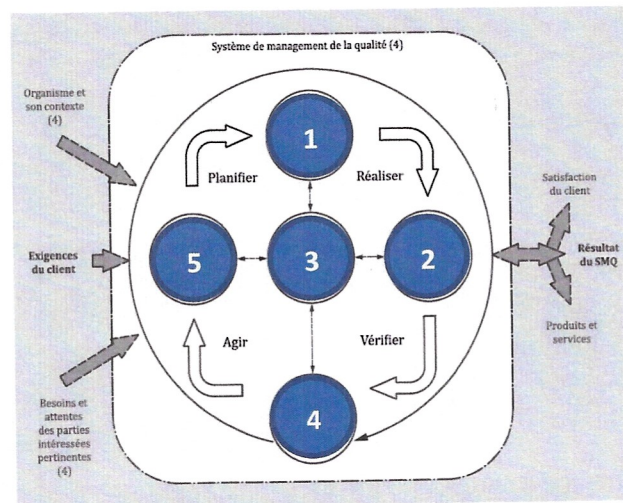 Système de management de la qualité (4)
Organisme et
son contexte
(4)
1
Planifier
Réaliser
Satisfaction
du client
Exigences
du client
5
3
2
Résultat
du SMQ
Agir
Vérifier
Produits et
services
4
Besoins et
attentes
des parties
intéressées
pertinentes
(4)